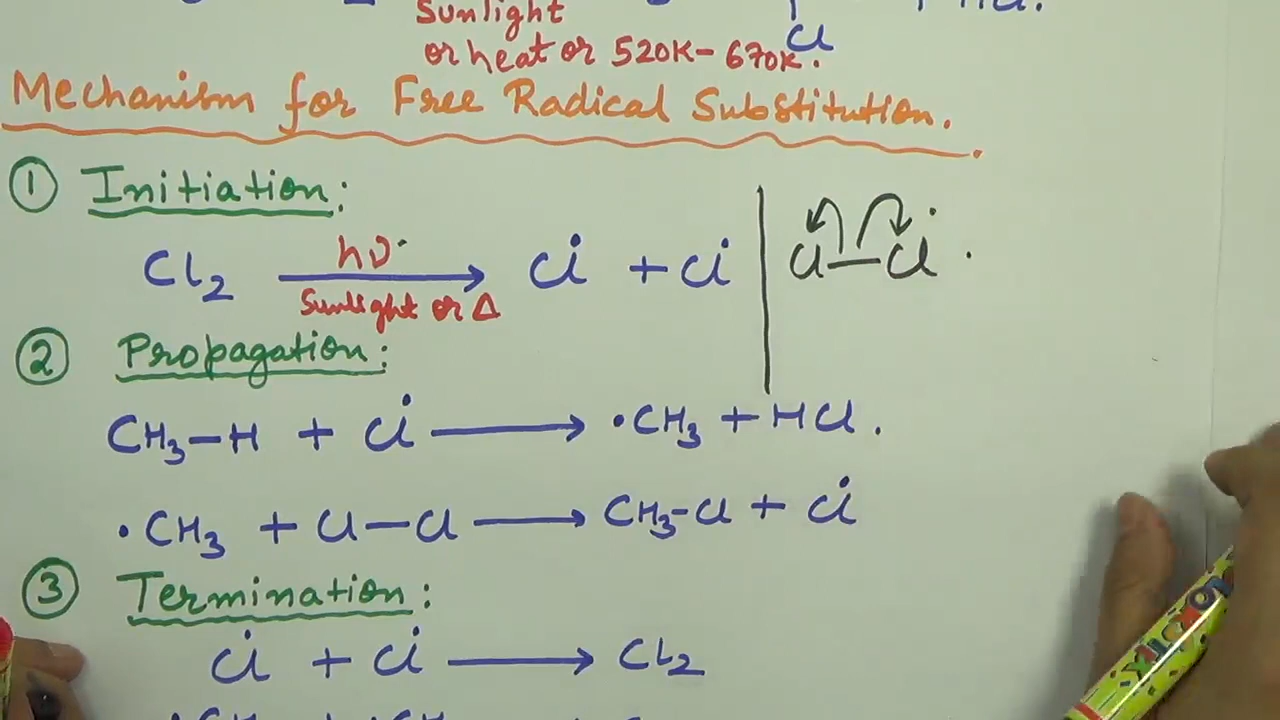 + HCl.
Sunlight
Cl
or heat or 520K - 670K.
Mechanism for Free Radical Substitution.
① Initiation:
hν
Cl₂ ⟶ Cl̇ + Cl̇
Sunlight or Δ
Cl—Cl
② Propagation:
CH₃—H + Cl̇ ⟶ •CH₃ + HCl.
•CH₃ + Cl—Cl ⟶ CH₃-Cl + Cl̇
③ Termination:
Cl̇ + Cl̇ ⟶ Cl₂